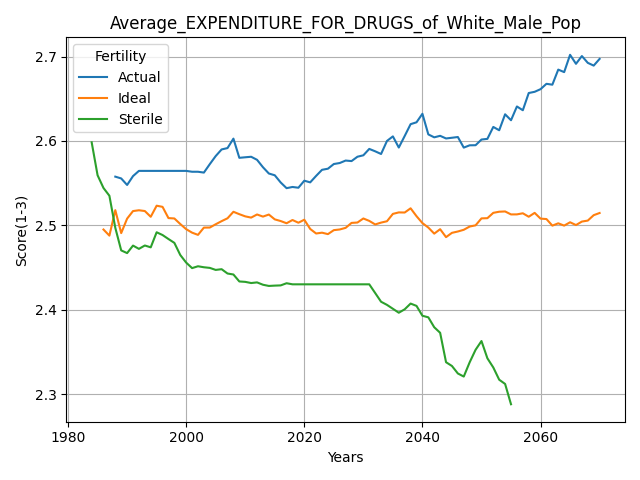 Average_EXPENDITURE_FOR_DRUGS_of_White_Male_Pop
Fertility
Actual
Ideal
Sterile
Score(1-3)
2.7
2.6
2.5
2.4
2.3
1980 2000 2020 2040 2060
Years